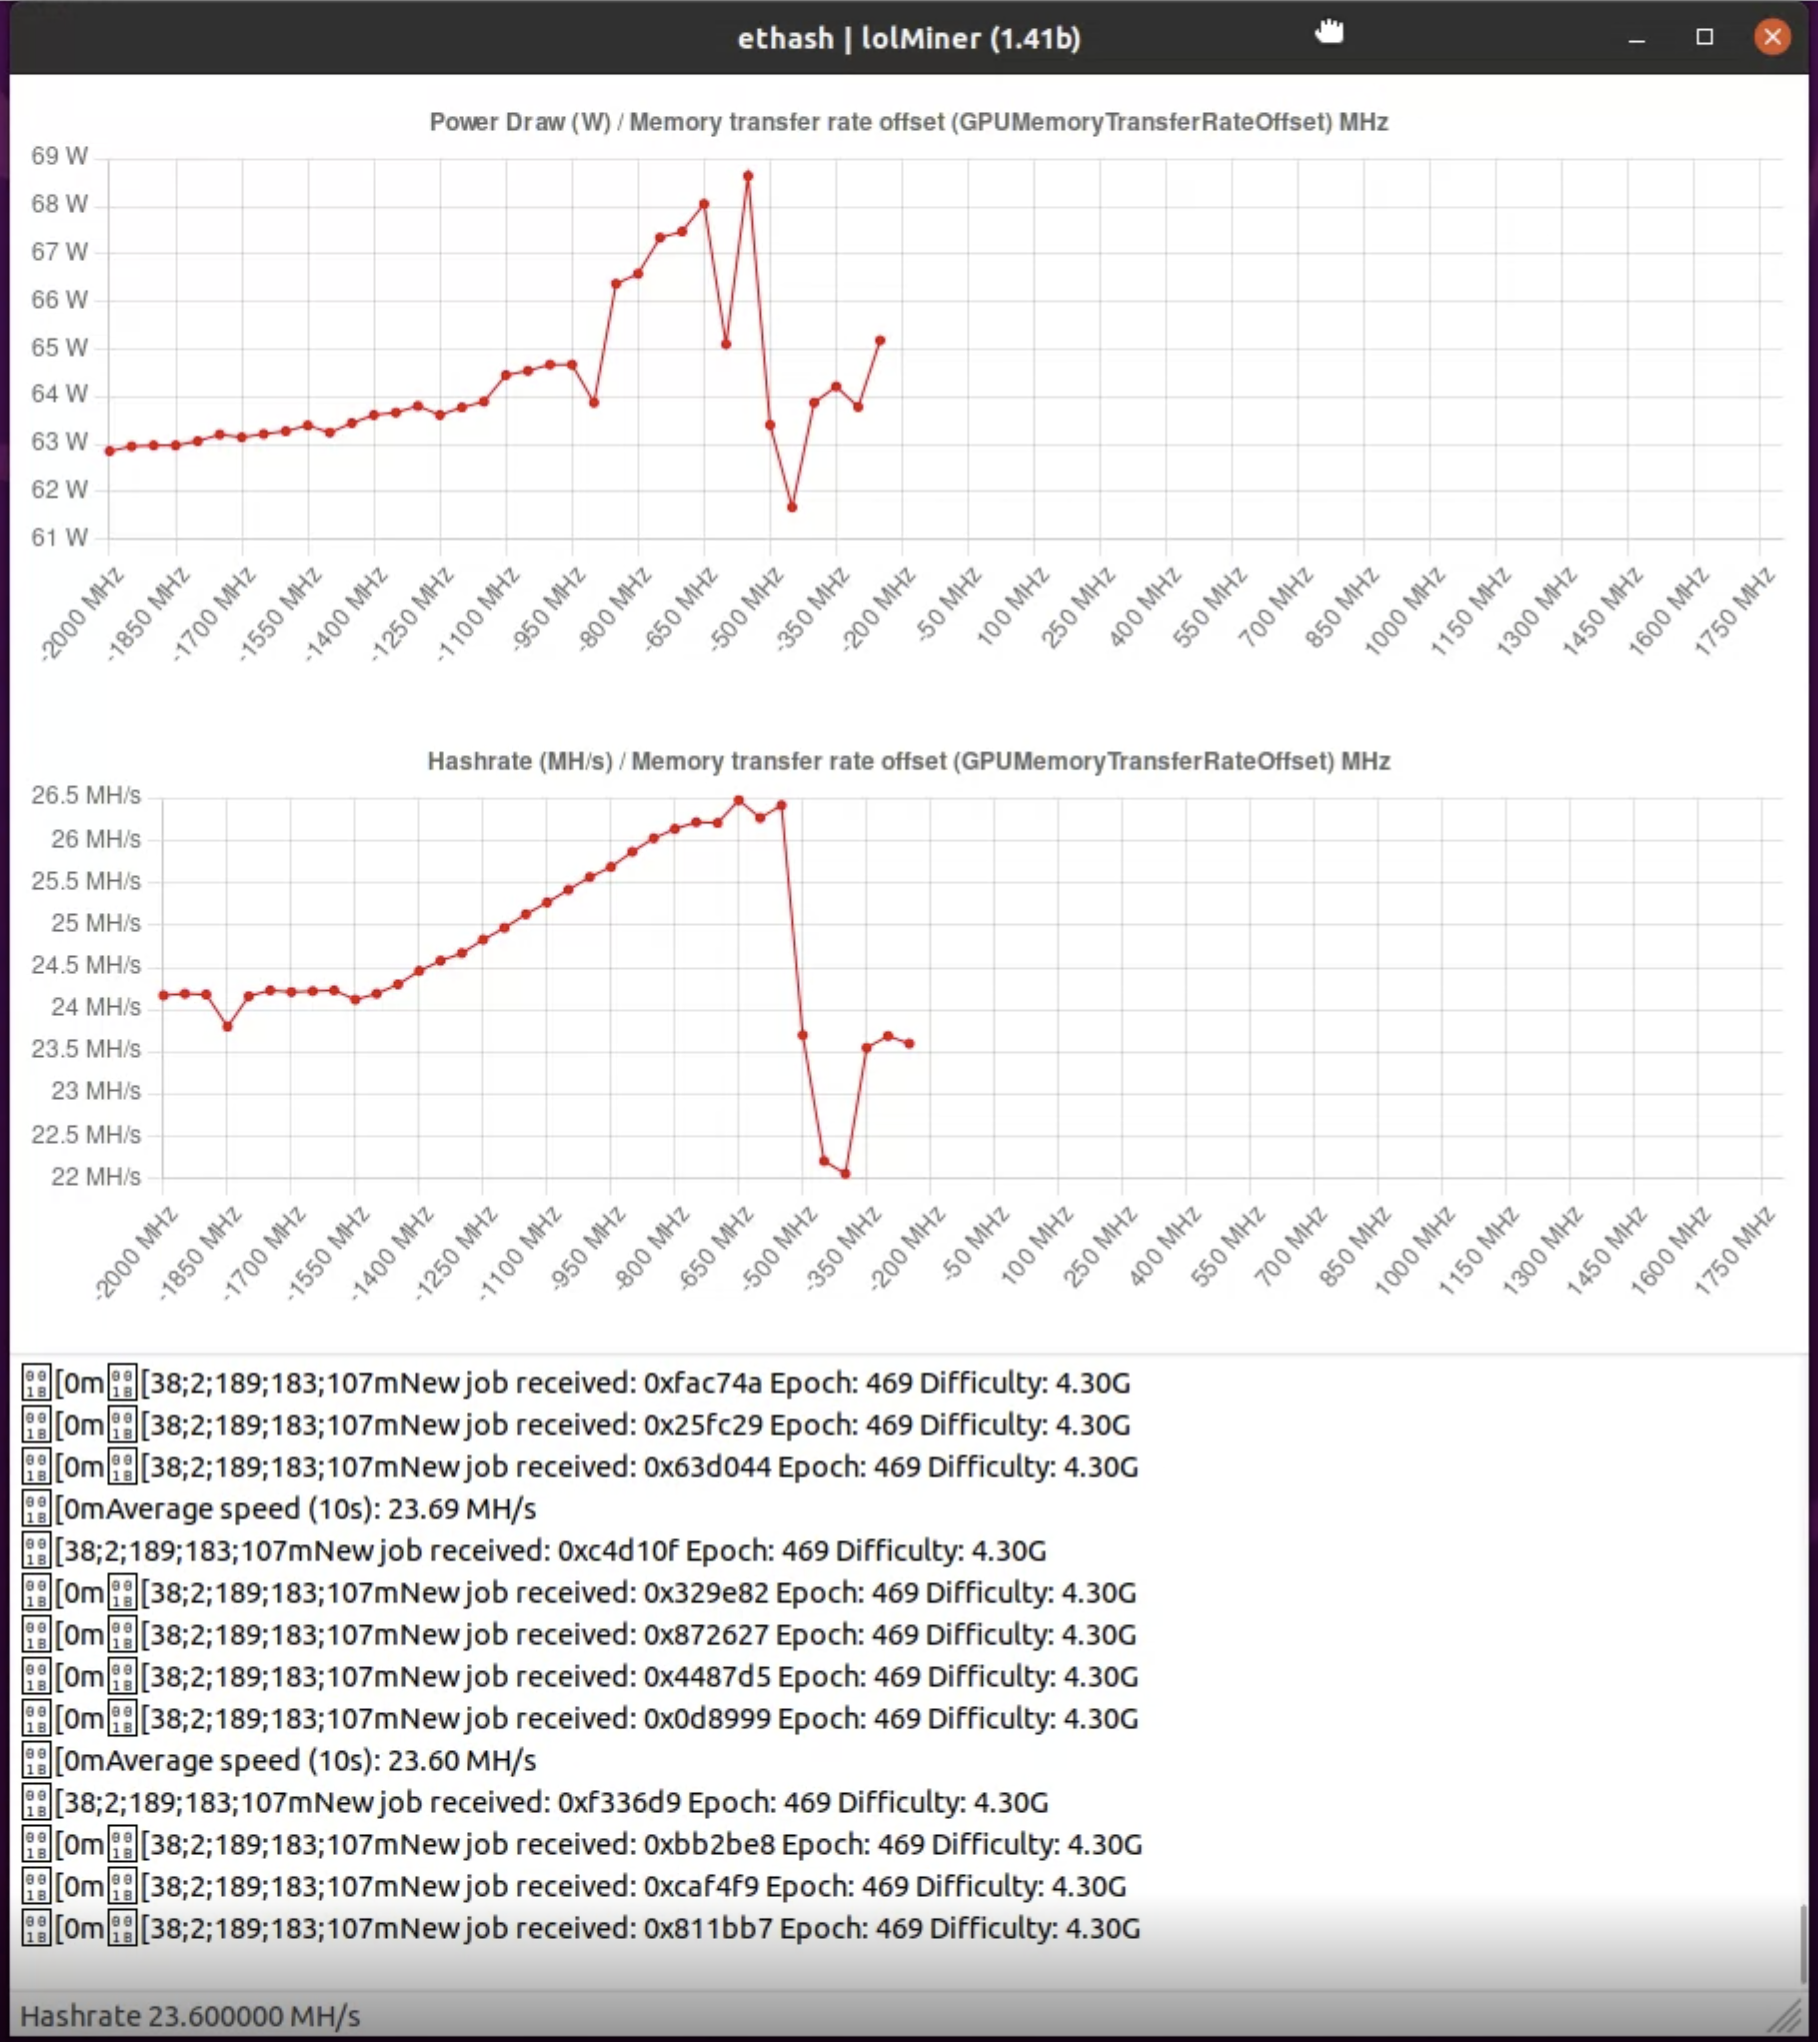 ethash | lolMiner (1.41b)
Power Draw (W) / Memory transfer rate offset (GPUMemoryTransferRateOffset) MHz
69 W
68 W
67 W
66 W
65 W
64 W
63 W
62 W
61 W
-2000 MHz
-1850 MHz
-1700 MHz
-1550 MHz
-1400 MHz
-1250 MHz
-1100 MHz
-950 MHz
-800 MHz
-650 MHz
-500 MHz
-350 MHz
-200 MHz
-50 MHz
100 MHz
250 MHz
400 MHz
550 MHz
700 MHz
850 MHz
1000 MHz
1150 MHz
1300 MHz
1450 MHz
1600 MHz
1750 MHz
Hashrate (MH/s) / Memory transfer rate offset (GPUMemoryTransferRateOffset) MHz
26.5 MH/s
26 MH/s
25.5 MH/s
25 MH/s
24.5 MH/s
24 MH/s
23.5 MH/s
23 MH/s
22.5 MH/s
22 MH/s
-2000 MHz
-1850 MHz
-1700 MHz
-1550 MHz
-1400 MHz
-1250 MHz
-1100 MHz
-950 MHz
-800 MHz
-650 MHz
-500 MHz
-350 MHz
-200 MHz
-50 MHz
100 MHz
250 MHz
400 MHz
550 MHz
700 MHz
850 MHz
1000 MHz
1150 MHz
1300 MHz
1450 MHz
1600 MHz
1750 MHz
[0m[38;2;189;183;107mNew job received: 0xfac74a Epoch: 469 Difficulty: 4.30G
[0m[38;2;189;183;107mNew job received: 0x25fc29 Epoch: 469 Difficulty: 4.30G
[0m[38;2;189;183;107mNew job received: 0x63d044 Epoch: 469 Difficulty: 4.30G
[0mAverage speed (10s): 23.69 MH/s
[38;2;189;183;107mNew job received: 0xc4d10f Epoch: 469 Difficulty: 4.30G
[0m[38;2;189;183;107mNew job received: 0x329e82 Epoch: 469 Difficulty: 4.30G
[0m[38;2;189;183;107mNew job received: 0x872627 Epoch: 469 Difficulty: 4.30G
[0m[38;2;189;183;107mNew job received: 0x4487d5 Epoch: 469 Difficulty: 4.30G
[0m[38;2;189;183;107mNew job received: 0x0d8999 Epoch: 469 Difficulty: 4.30G
[0mAverage speed (10s): 23.60 MH/s
[38;2;189;183;107mNew job received: 0xf336d9 Epoch: 469 Difficulty: 4.30G
[0m[38;2;189;183;107mNew job received: 0xbb2be8 Epoch: 469 Difficulty: 4.30G
[0m[38;2;189;183;107mNew job received: 0xcaf4f9 Epoch: 469 Difficulty: 4.30G
[0m[38;2;189;183;107mNew job received: 0x811bb7 Epoch: 469 Difficulty: 4.30G
Hashrate 23.600000 MH/s